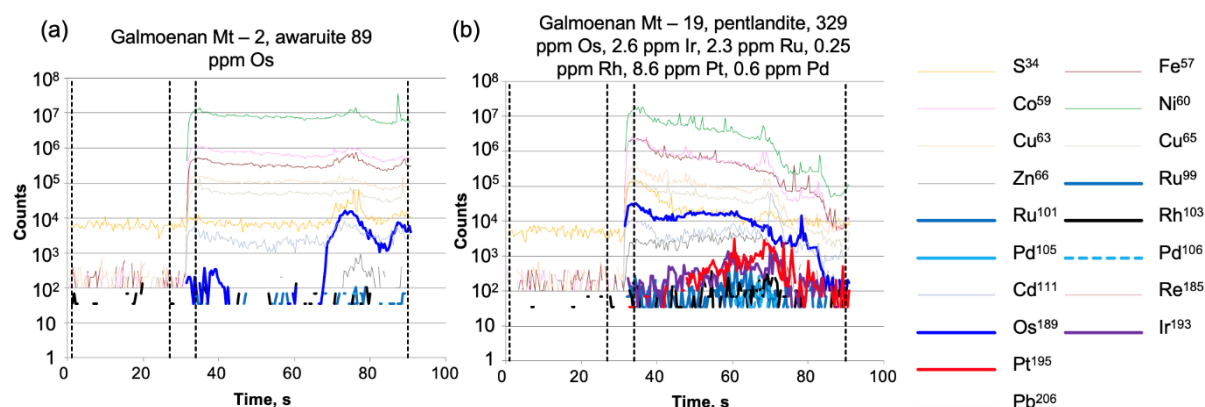 (a)
Galmoenan Mt – 2, awaruite 89
ppm Os
10⁸
10⁷
10⁶
10⁵
10⁴
10³
10²
10
1
Counts
0
20
40
60
80
100
Time, s
(b)
Galmoenan Mt – 19, pentlandite, 329
ppm Os, 2.6 ppm Ir, 2.3 ppm Ru, 0.25
ppm Rh, 8.6 ppm Pt, 0.6 ppm Pd
10⁸
10⁷
10⁶
10⁵
10⁴
10³
10²
10
1
Counts
0
20
40
60
80
100
Time, s
S³⁴
Fe⁵⁷
Co⁵⁹
Ni⁶⁰
Cu⁶³
Cu⁶⁵
Zn⁶⁶
Ru⁹⁹
Ru¹⁰¹
Rh¹⁰³
Pd¹⁰⁵
Pd¹⁰⁶
Cd¹¹¹
Re¹⁸⁵
Os¹⁸⁹
Ir¹⁹³
Pt¹⁹⁵
Pb²⁰⁶